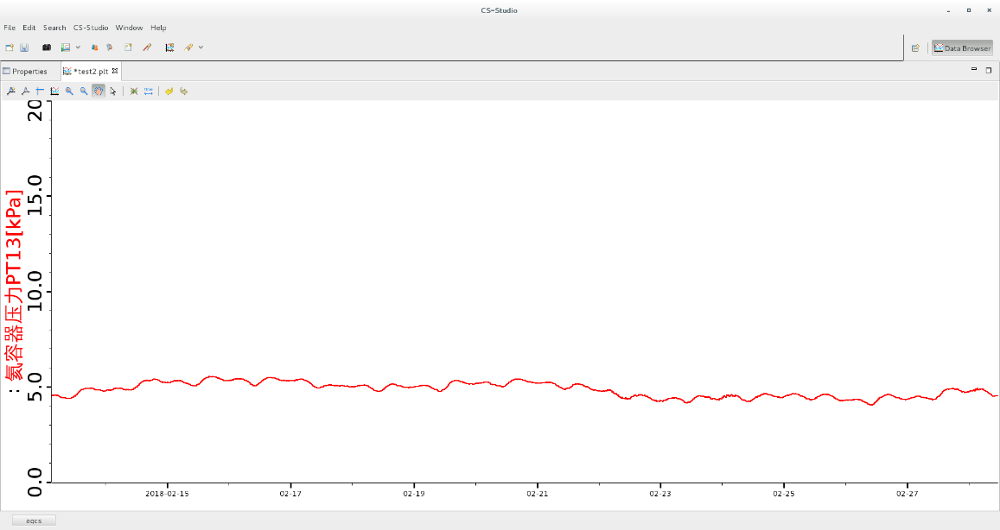 CS-Studio
File Edit Search CS-Studio Window Help
Data Browser
Properties *test2.plt
: 氦容器压力PT13[kPa]
20
15.0
10.0
5.0
0.0
2018-02-15 02-17 02-19 02-21 02-23 02-25 02-27
eqcs